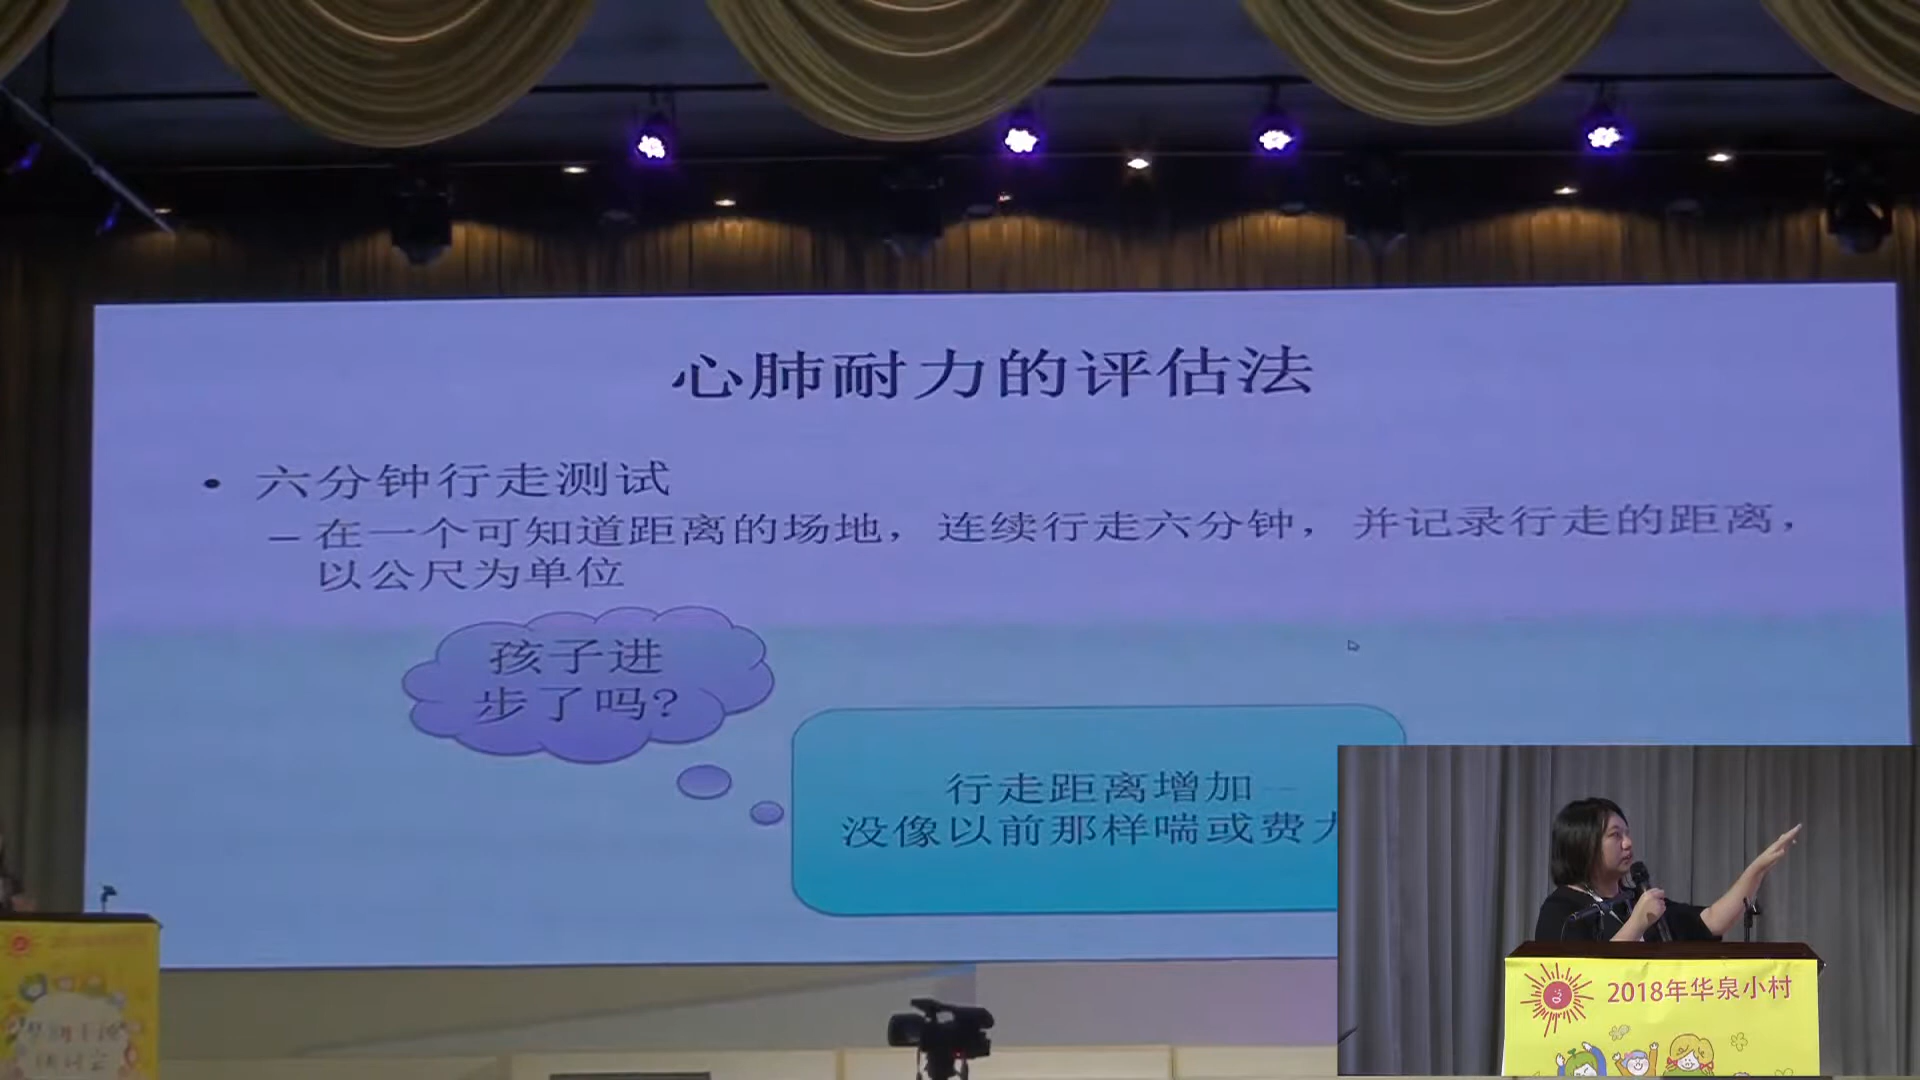 心肺耐力的评估法
• 六分钟行走测试
– 在一个可知道距离的场地，连续行走六分钟，并记录行走的距离，
以公尺为单位
孩子进
步了吗?
行走距离增加
没像以前那样喘或费
2018年华泉小村